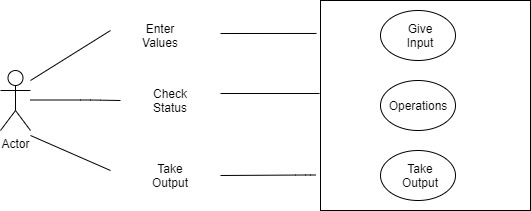 Enter
Values
Give
Input
Check
Status
Operations
Actor
Take
Output
Take
Output